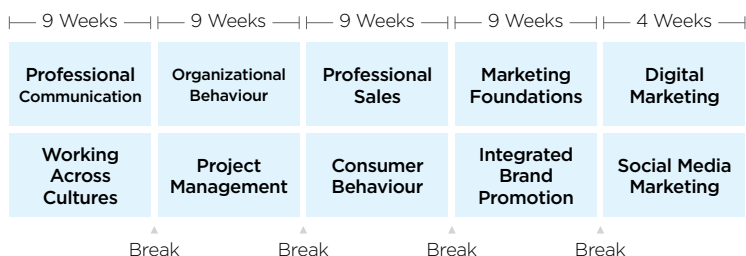 9 Weeks
9 Weeks
9 Weeks
9 Weeks
4 Weeks
Professional
Communication
Organizational
Behaviour
Professional
Sales
Marketing
Foundations
Digital
Marketing
Working
Across
Cultures
Project
Management
Consumer
Behaviour
Integrated
Brand
Promotion
Social Media
Marketing
Break
Break
Break
Break